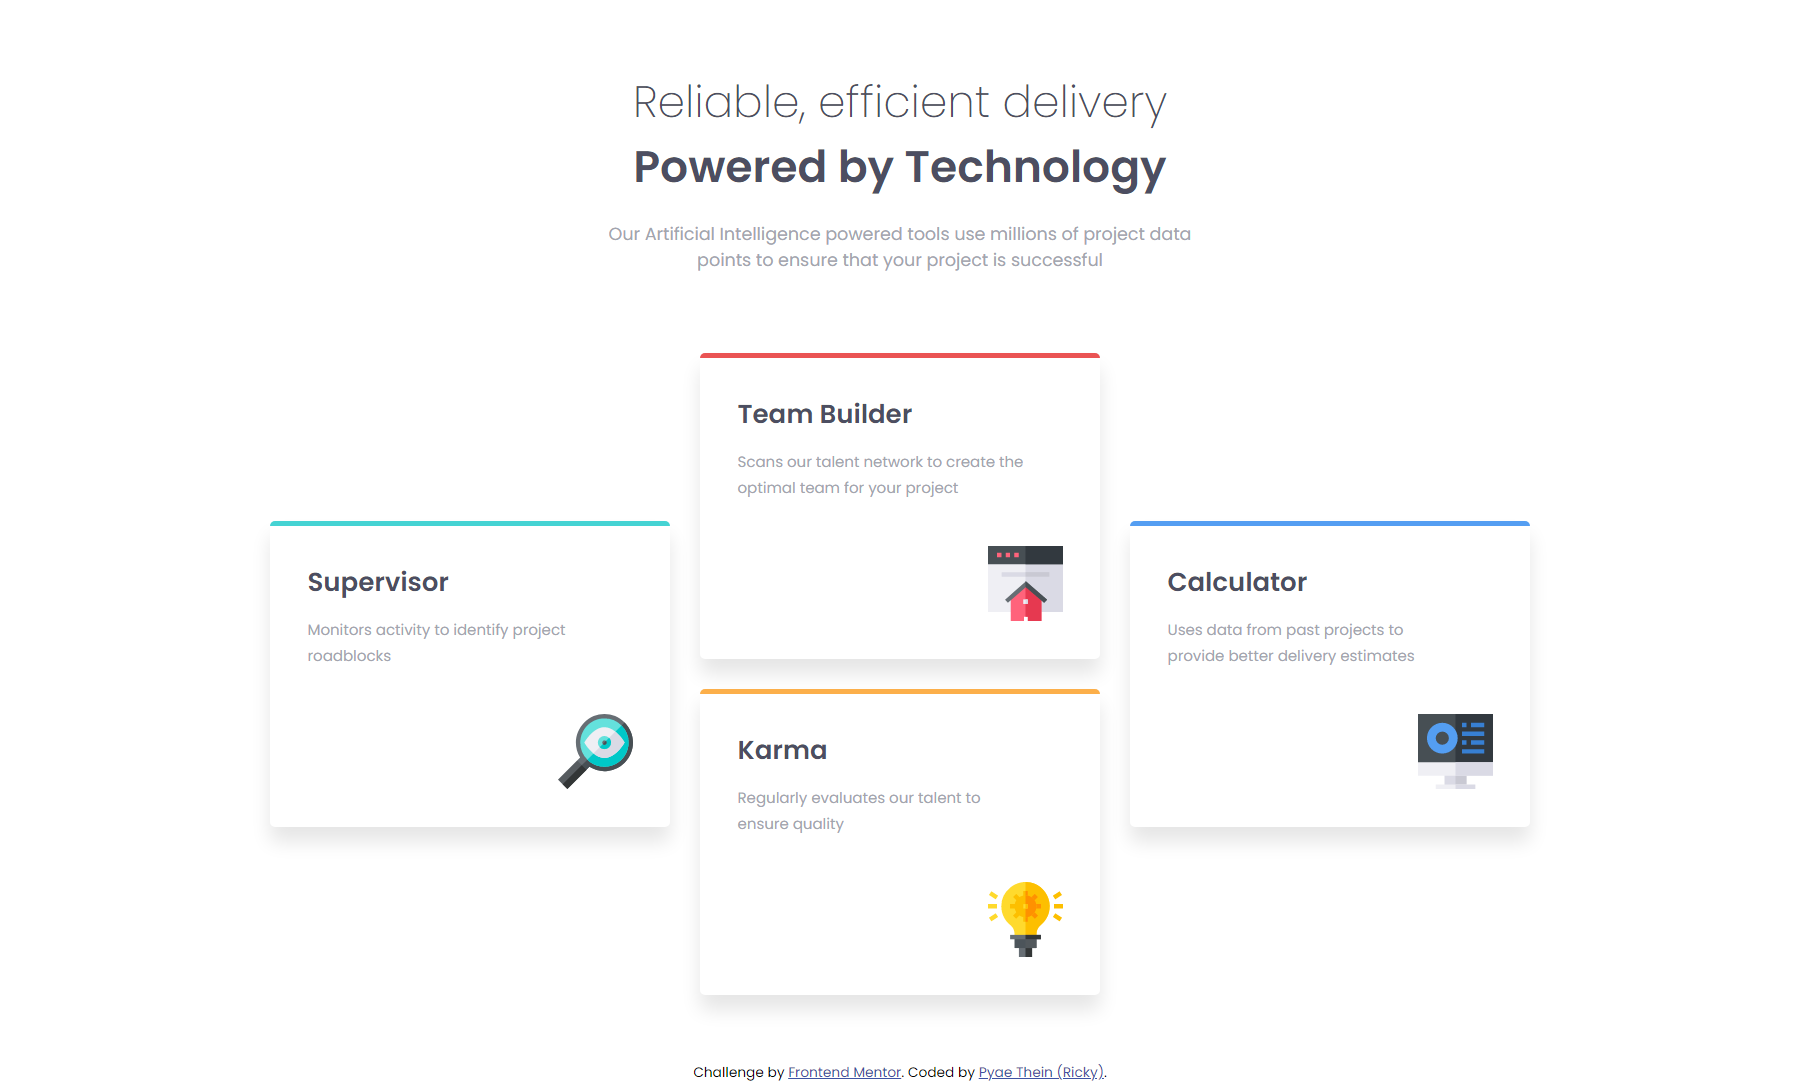 Reliable, efficient delivery
Powered by Technology
Our Artificial Intelligence powered tools use millions of project data
points to ensure that your project is successful
Team Builder
Scans our talent network to create the
optimal team for your project
Supervisor
Monitors activity to identify project
roadblocks
Calculator
Uses data from past projects to
provide better delivery estimates
Karma
Regularly evaluates our talent to
ensure quality
Challenge by Frontend Mentor. Coded by Pyae Thein (Ricky).